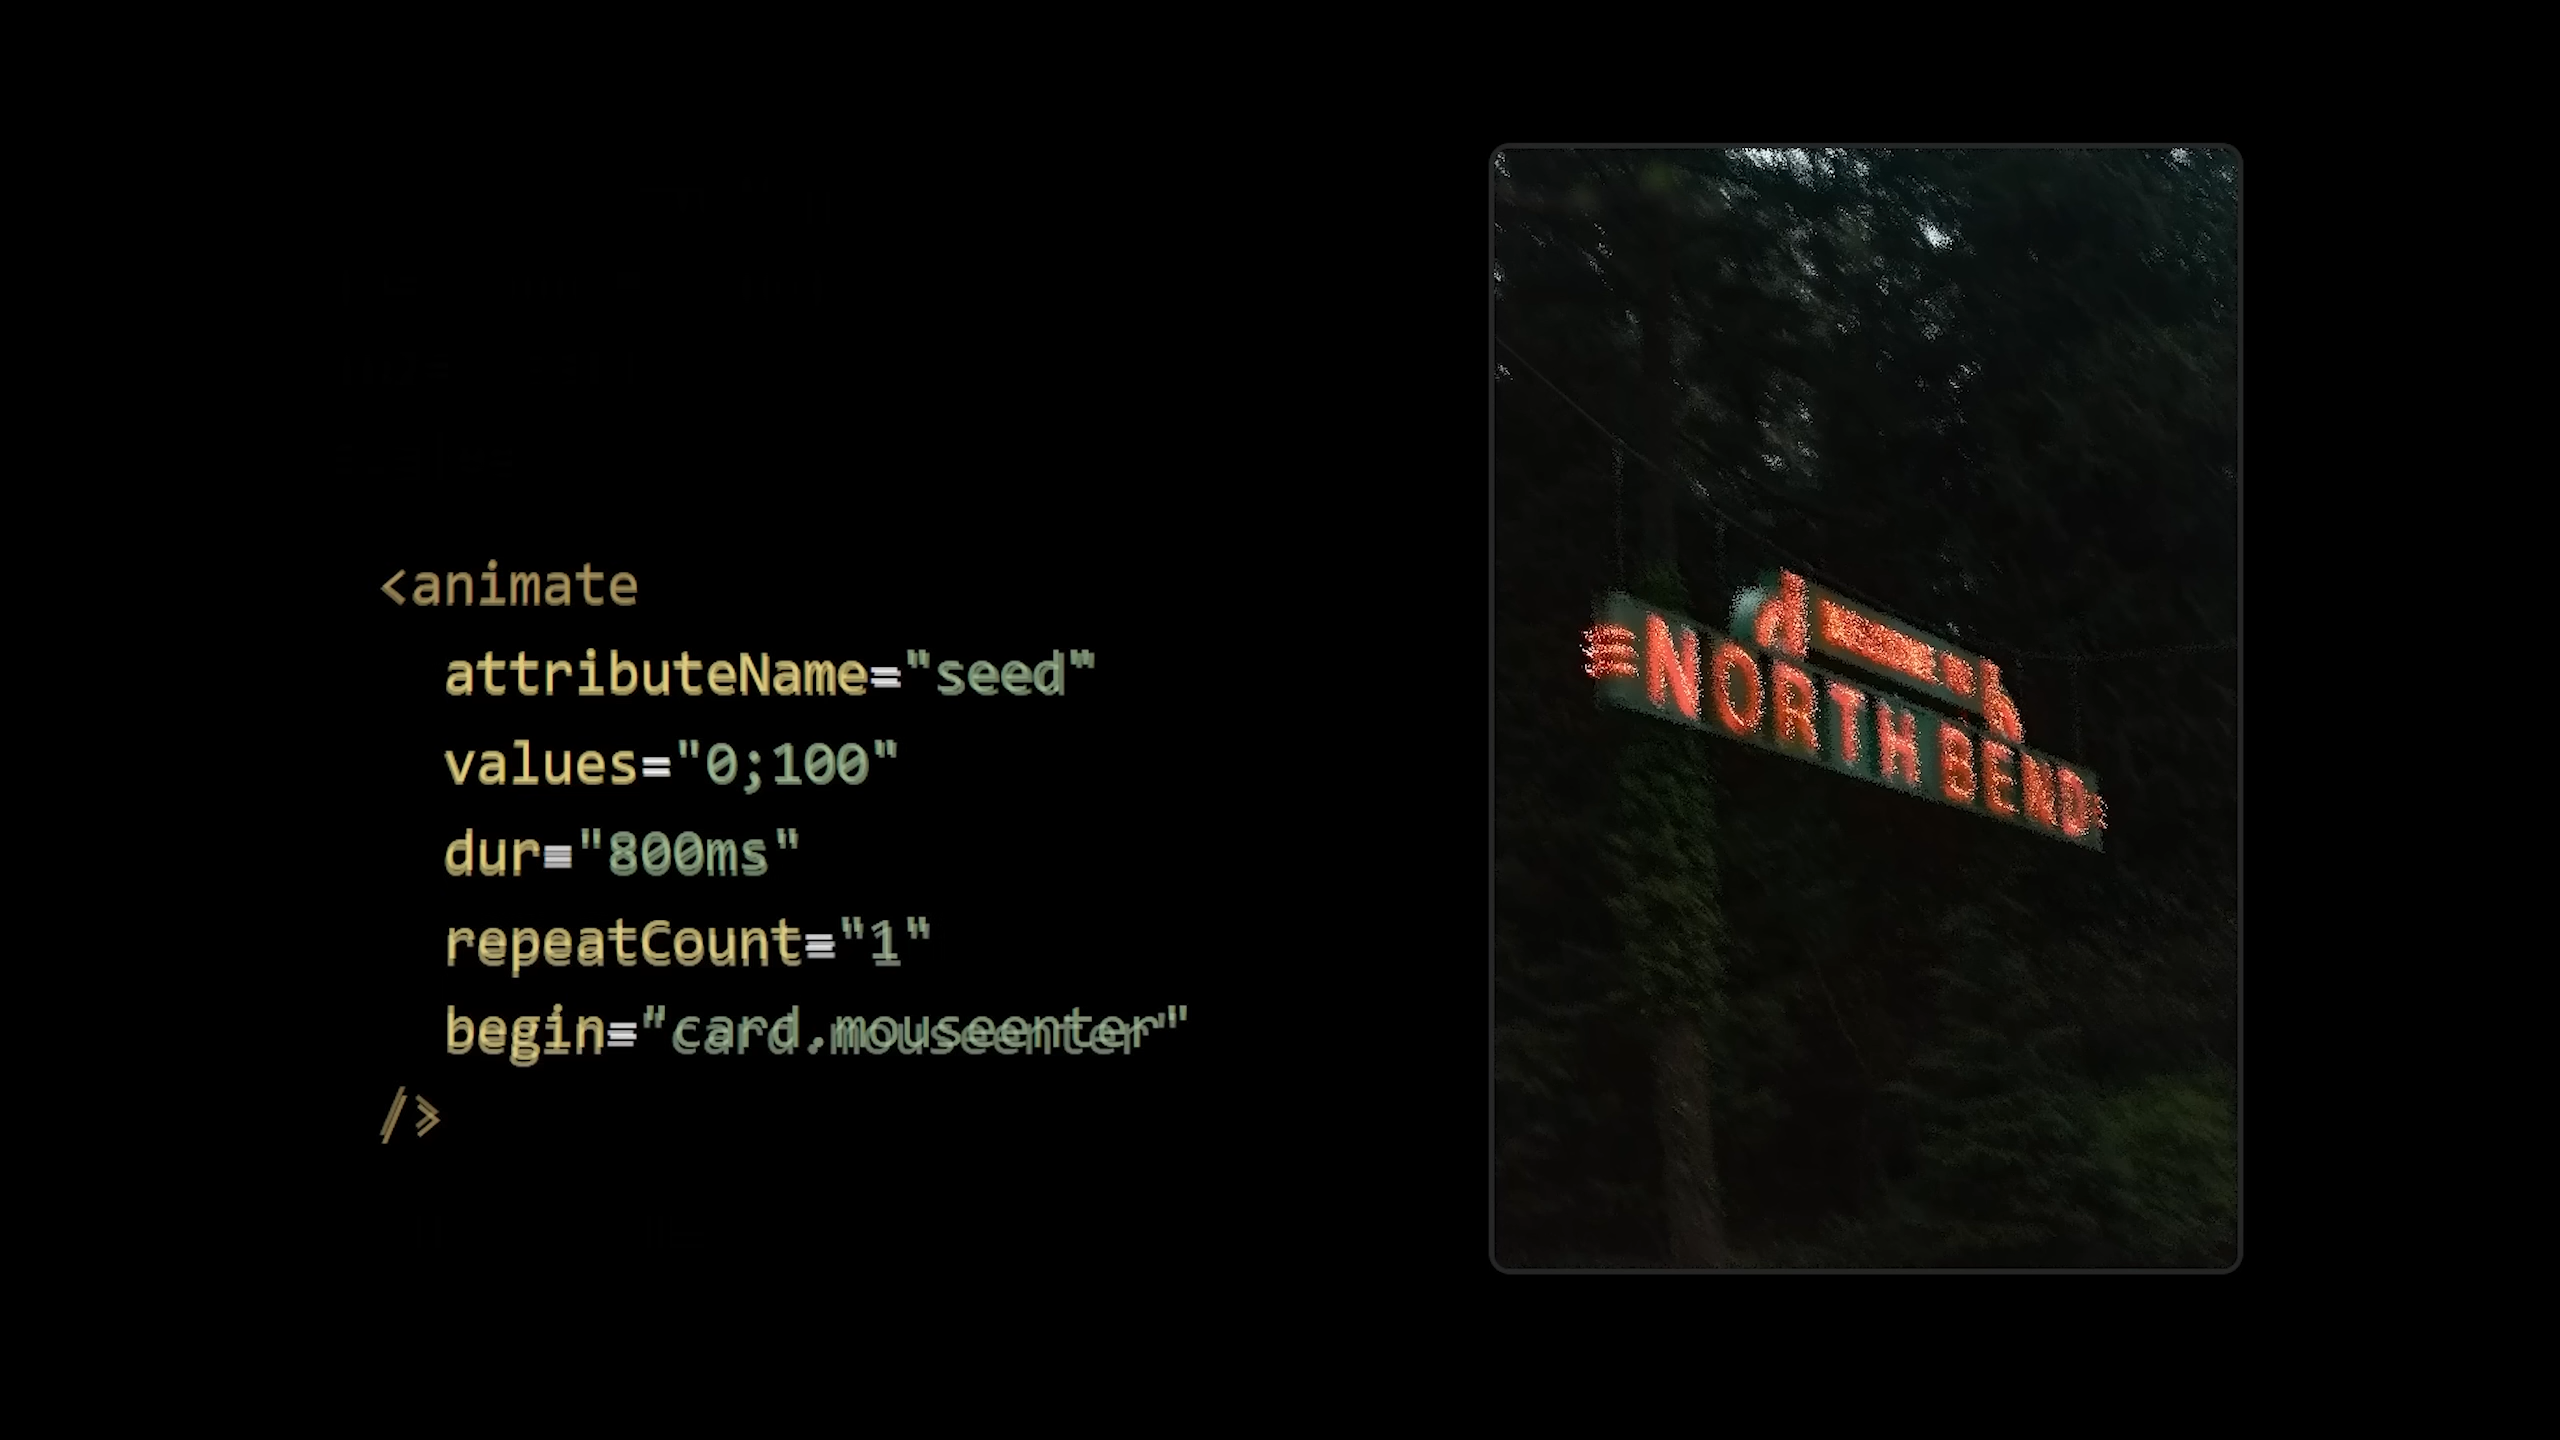 <animate
attributeName="seed"
values="0;100"
dur="800ms"
repeatCount="1"
begin="card.mouseenter"
/>
NORTH BEND